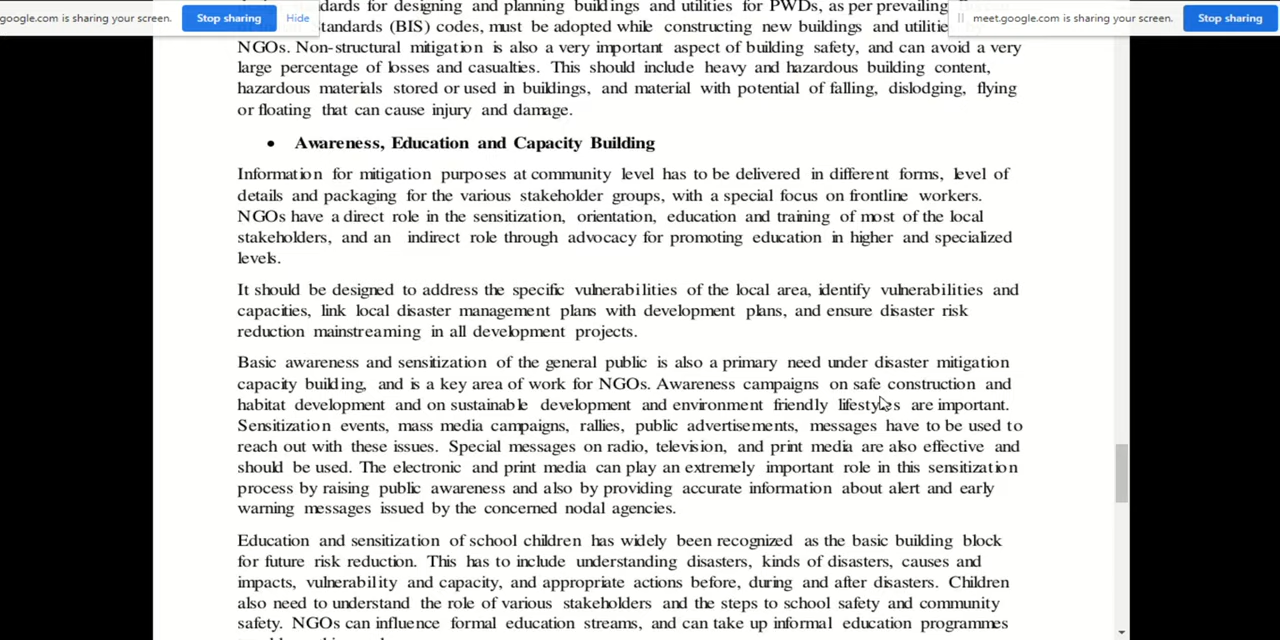 google.com is sharing your screen.
Stop sharing
Hide
meet.google.com is sharing your screen.
Stop sharing
standards for designing and planning buildings and utilities for PWDs, as per prevailing
Standards (BIS) codes, must be adopted while constructing new buildings and
NGOs. Non-structural mitigation is also a very important aspect of building safety, and can avoid a very
large percentage of losses and casualties. This should include heavy and hazardous building content,
hazardous materials stored or used in buildings, and material with potential of falling, dislodging, flying
or floating that can cause injury and damage.
• Awareness, Education and Capacity Building
Information for mitigation purposes at community level has to be delivered in different forms, level of
details and packaging for the various stakeholder groups, with a special focus on frontline workers.
NGOs have a direct role in the sensitization, orientation, education and training of most of the local
stakeholders, and an indirect role through advocacy for promoting education in higher and specialized
levels.
It should be designed to address the specific vulnerabilities of the local area, identify vulnerabilities and
capacities, link local disaster management plans with development plans, and ensure disaster risk
reduction mainstreaming in all development projects.
Basic awareness and sensitization of the general public is also a primary need under disaster mitigation
capacity building, and is a key area of work for NGOs. Awareness campaigns on safe construction and
habitat development and on sustainable development and environment friendly lifestyles are important.
Sensitization events, mass media campaigns, rallies, public advertisements, messages have to be used to
reach out with these issues. Special messages on radio, television, and print media are also effective and
should be used. The electronic and print media can play an extremely important role in this sensitization
process by raising public awareness and also by providing accurate information about alert and early
warning messages issued by the concerned nodal agencies.
Education and sensitization of school children has widely been recognized as the basic building block
for future risk reduction. This has to include understanding disasters, kinds of disasters, causes and
impacts, vulnerability and capacity, and appropriate actions before, during and after disasters. Children
also need to understand the role of various stakeholders and the steps to school safety and community
safety. NGOs can influence formal education streams, and can take up informal education programmes